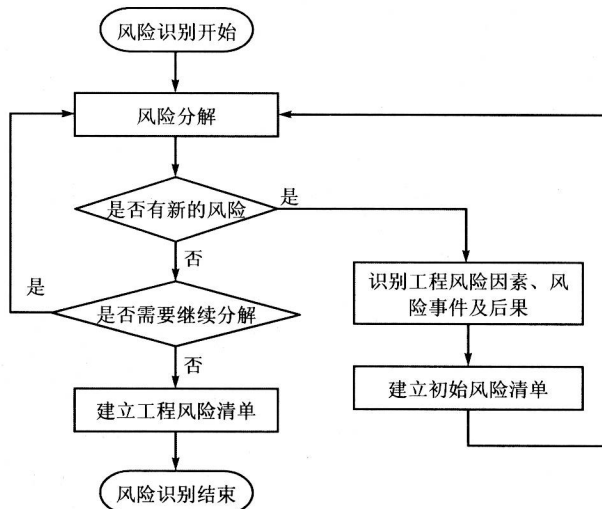 风险识别开始
风险分解
是否有新的风险
是
否
识别工程风险因素、风
险事件及后果
是
是否需要继续分解
否
建立初始风险清单
建立工程风险清单
风险识别结束